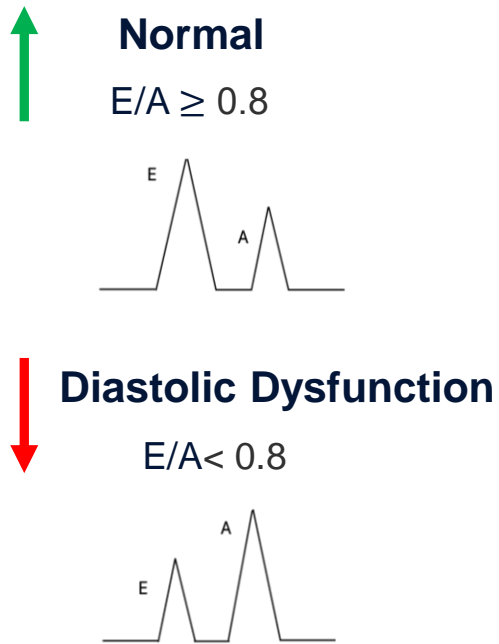 Normal
E/A ≥ 0.8
E
A
Diastolic Dysfunction
E/A< 0.8
A
E